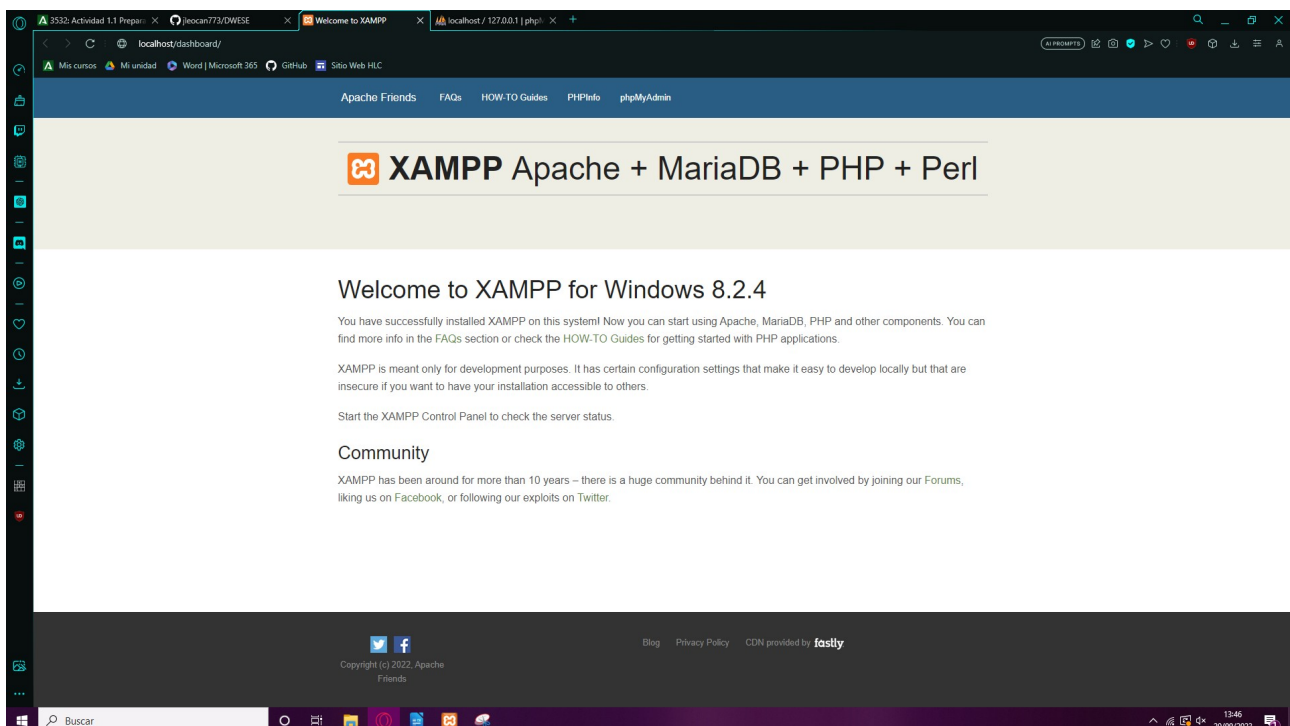 A 3532: Actividad 1.1 Prepara
jleocan773/DWESE
Welcome to XAMPP
localhost / 127.0.0.1 | php
localhost/dashboard/
AI PROMPTS
Mis cursos
Mi unidad
Word | Microsoft 365
GitHub
Sitio Web HLC
Apache Friends FAQs HOW-TO Guides PHPInfo phpMyAdmin
XAMPP Apache + MariaDB + PHP + Perl
Welcome to XAMPP for Windows 8.2.4
You have successfully installed XAMPP on this system! Now you can start using Apache, MariaDB, PHP and other components. You can
find more info in the FAQs section or check the HOW-TO Guides for getting started with PHP applications.
XAMPP is meant only for development purposes. It has certain configuration settings that make it easy to develop locally but that are
insecure if you want to have your installation accessible to others.
Start the XAMPP Control Panel to check the server status.
Community
XAMPP has been around for more than 10 years – there is a huge community behind it. You can get involved by joining our Forums,
liking us on Facebook, or following our exploits on Twitter.
Blog Privacy Policy CDN provided by fastly
Copyright (c) 2022, Apache
Friends
Buscar
13:46